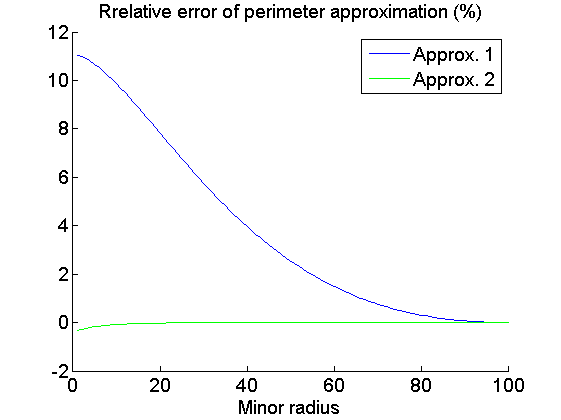 Rrelative error of perimeter approximation (%)
12
10
8
6
4
2
0
-2
Approx. 1
Approx. 2
0 20 40 60 80 100
Minor radius